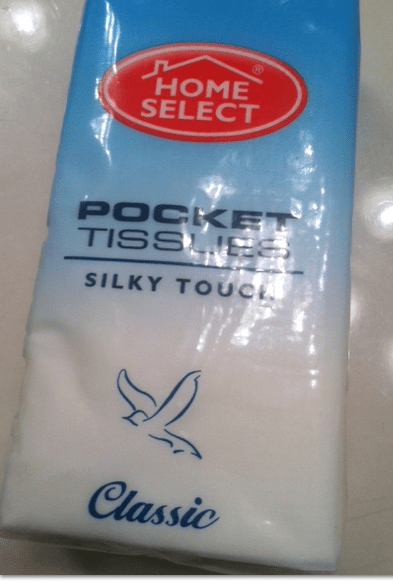 HOME
SELECT
®
POCKET
TISSUES
SILKY TOUCH
Classic